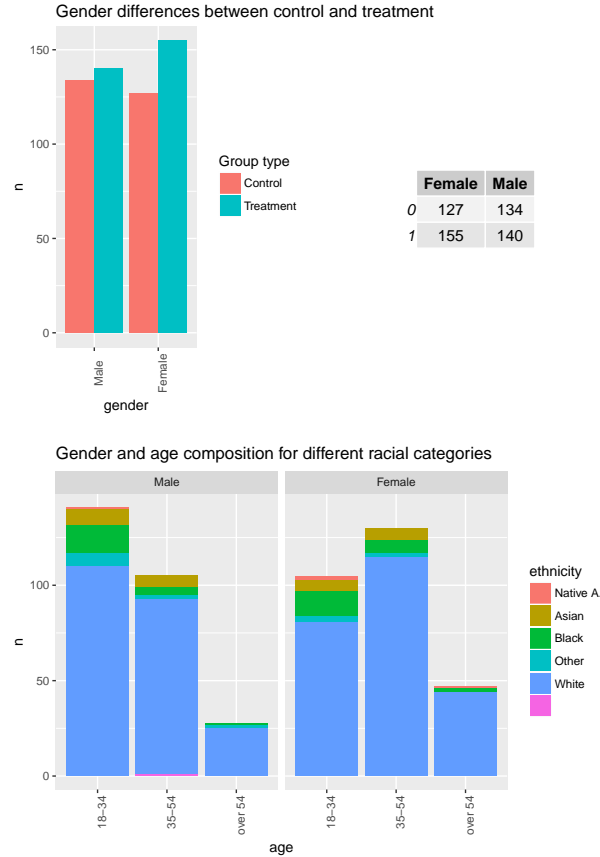 Gender differences between control and treatment
150
100
50
0
n
Male
Female
gender
Group type
Control
Treatment
Female Male
0 127 134
1 155 140
Gender and age composition for different racial categories
Male
Female
100
50
0
n
18−34
35−54
over 54
18−34
35−54
over 54
age
ethnicity
Native A.
Asian
Black
Other
White